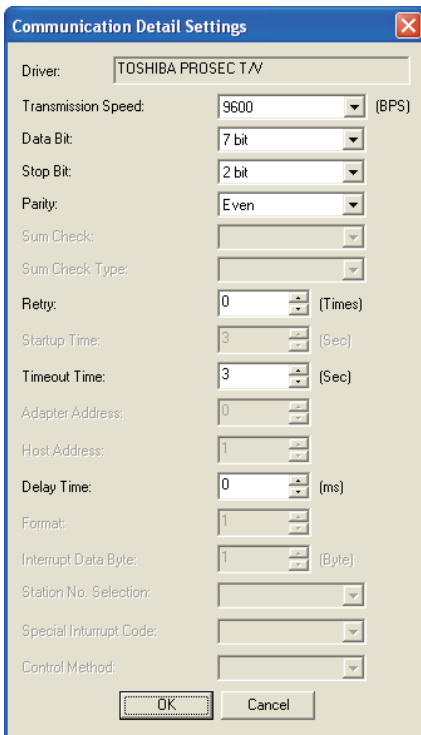 Communication Detail Settings
Driver: TOSHIBA PROSEC T/V
Transmission Speed: 9600 (BPS)
Data Bit: 7 bit
Stop Bit: 2 bit
Parity: Even
Sum Check:
Sum Check Type:
Retry: 0 (Times)
Startup Time: 3 (Sec)
Timeout Time: 3 (Sec)
Adapter Address: 0
Host Address: 1
Delay Time: 0 (ms)
Format: 1
Interrupt Data Byte: 1 (Byte)
Station No. Selection:
Special Inturrupt Code:
Control Method:
OK Cancel